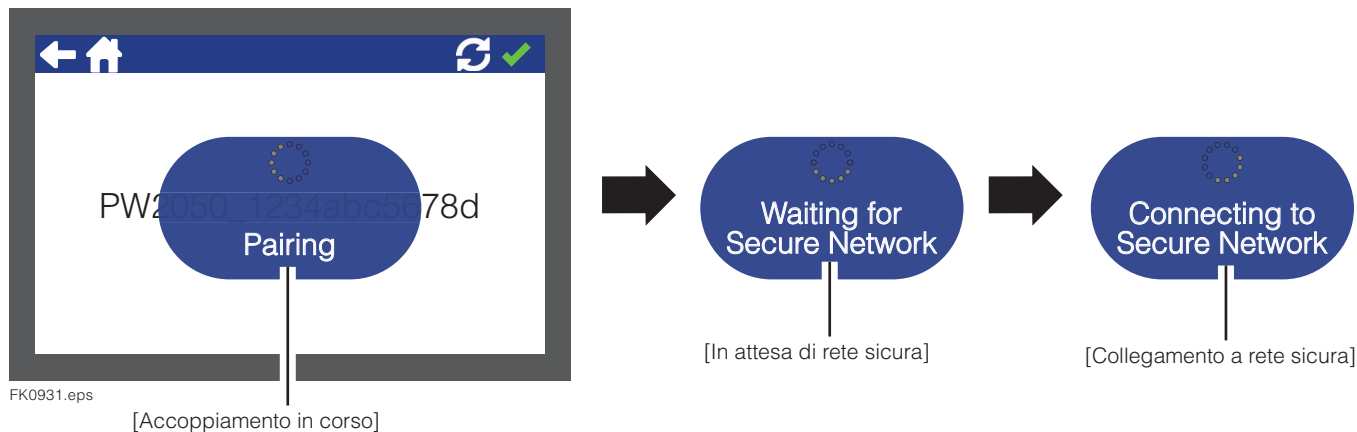 PW2050_1234abc5678d
Pairing
Waiting for
Secure Network
Connecting to
Secure Network
[In attesa di rete sicura]
[Collegamento a rete sicura]
FK0931.eps
[Accoppiamento in corso]